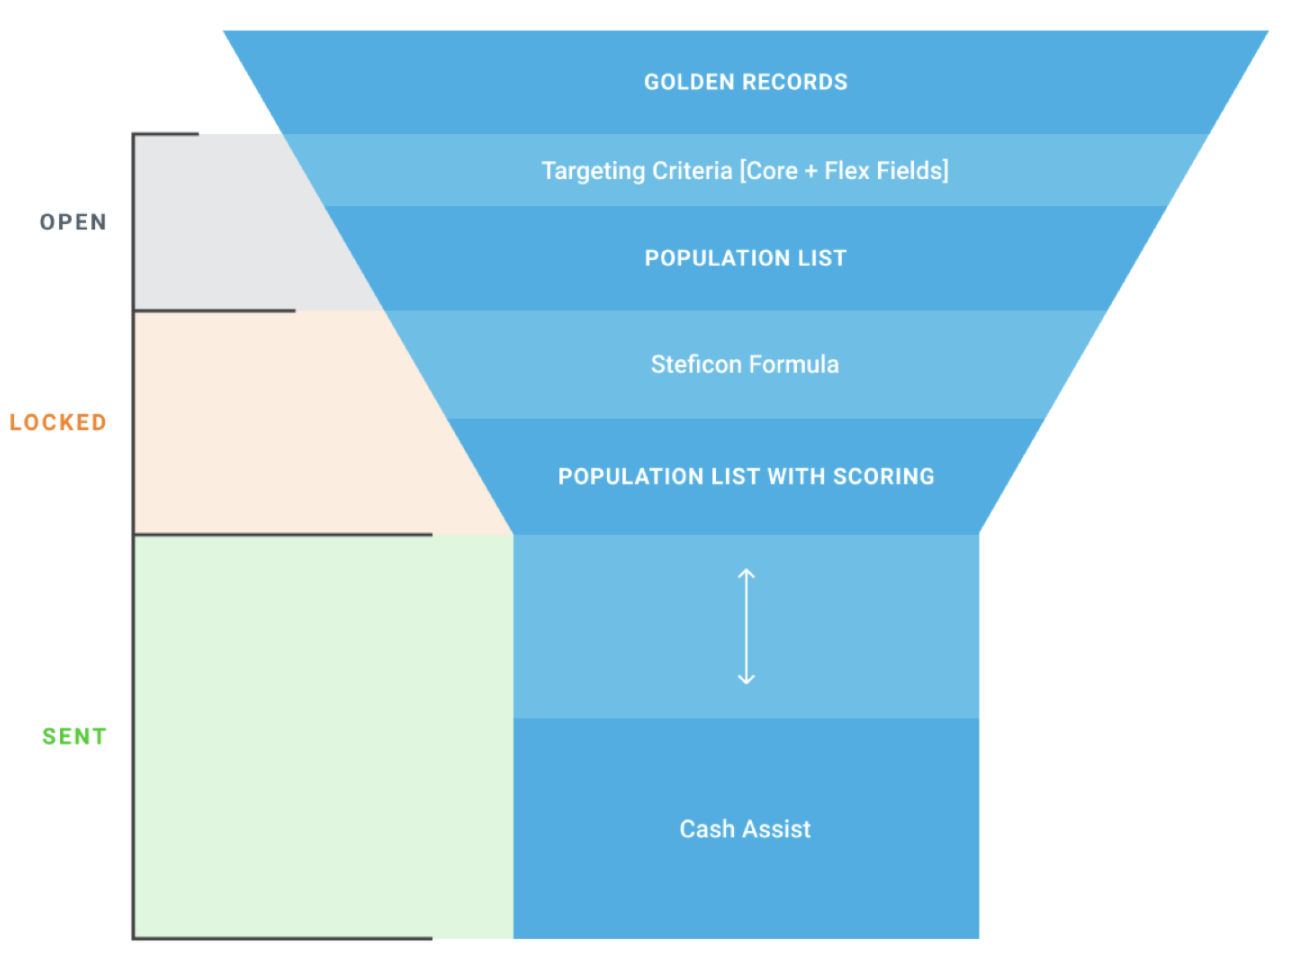 GOLDEN RECORDS
Targeting Criteria [Core + Flex Fields]
OPEN
POPULATION LIST
Steficon Formula
LOCKED
POPULATION LIST WITH SCORING
SENT
Cash Assist